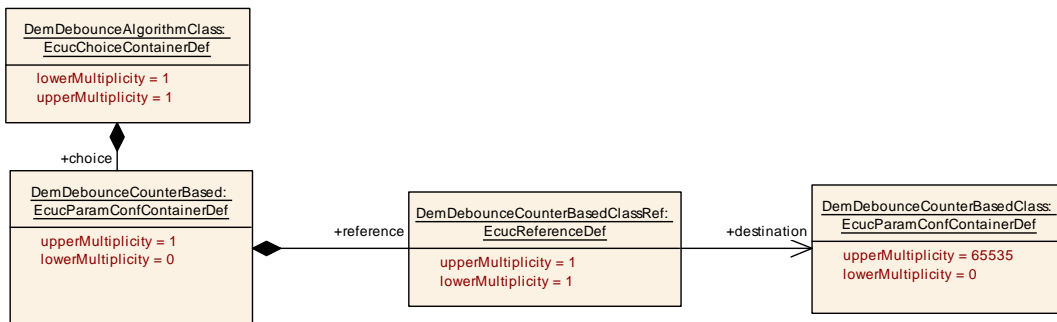 DemDebounceAlgorithmClass:
EcucChoiceContainerDef
lowerMultiplicity = 1
upperMultiplicity = 1
+choice
DemDebounceCounterBased:
EcucParamConfContainerDef
upperMultiplicity = 1
lowerMultiplicity = 0
+reference
DemDebounceCounterBasedClassRef:
EcucReferenceDef
upperMultiplicity = 1
lowerMultiplicity = 1
+destination
DemDebounceCounterBasedClass:
EcucParamConfContainerDef
upperMultiplicity = 65535
lowerMultiplicity = 0